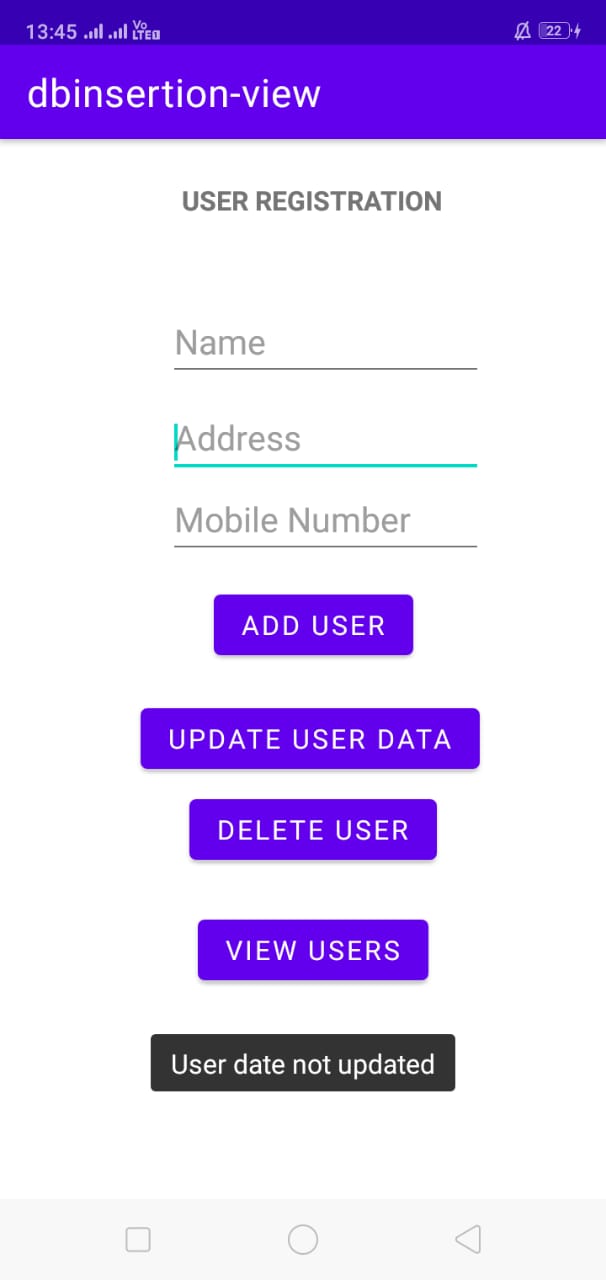 13:45 Vo LTE 22
dbinsertion-view
USER REGISTRATION
Name
Address
Mobile Number
ADD USER
UPDATE USER DATA
DELETE USER
VIEW USERS
User date not updated